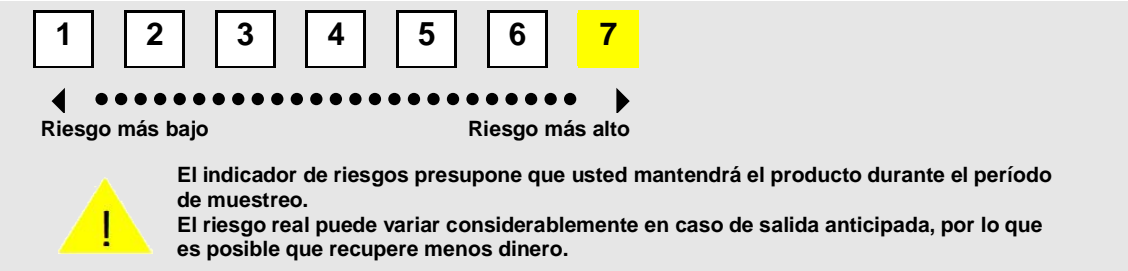 1 2 3 4 5 6 7
Riesgo más bajo Riesgo más alto
!
El indicador de riesgos presupone que usted mantendrá el producto durante el período
de muestreo.
El riesgo real puede variar considerablemente en caso de salida anticipada, por lo que
es posible que recupere menos dinero.